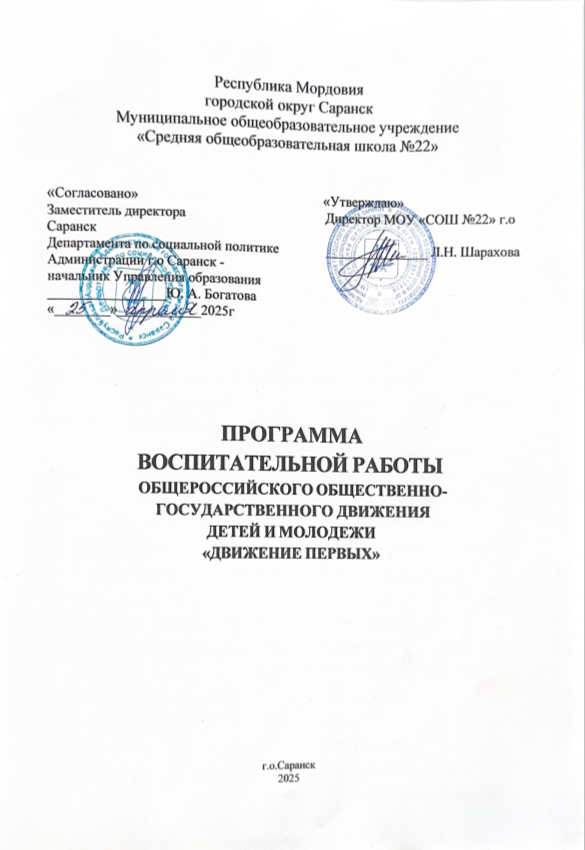 Республика Мордовия
городской округ Саранск
Муниципальное общеобразовательное учреждение
«Средняя общеобразовательная школа №22»
«Согласовано»
Заместитель директора
Саранск
Департамента по социальной политике
Администрации г.о Саранск -
начальник Управления образования
Ю. А. Богатова
« 25 » апреля 2025г
«Утверждаю»
Директор МОУ «СОШ №22» г.о
Л.Н. Шарахова
ПРОГРАММА
ВОСПИТАТЕЛЬНОЙ РАБОТЫ
ОБЩЕРОССИЙСКОГО ОБЩЕСТВЕННО-
ГОСУДАРСТВЕННОГО ДВИЖЕНИЯ
ДЕТЕЙ И МОЛОДЕЖИ
«ДВИЖЕНИЕ ПЕРВЫХ»
г.о.Саранск
2025